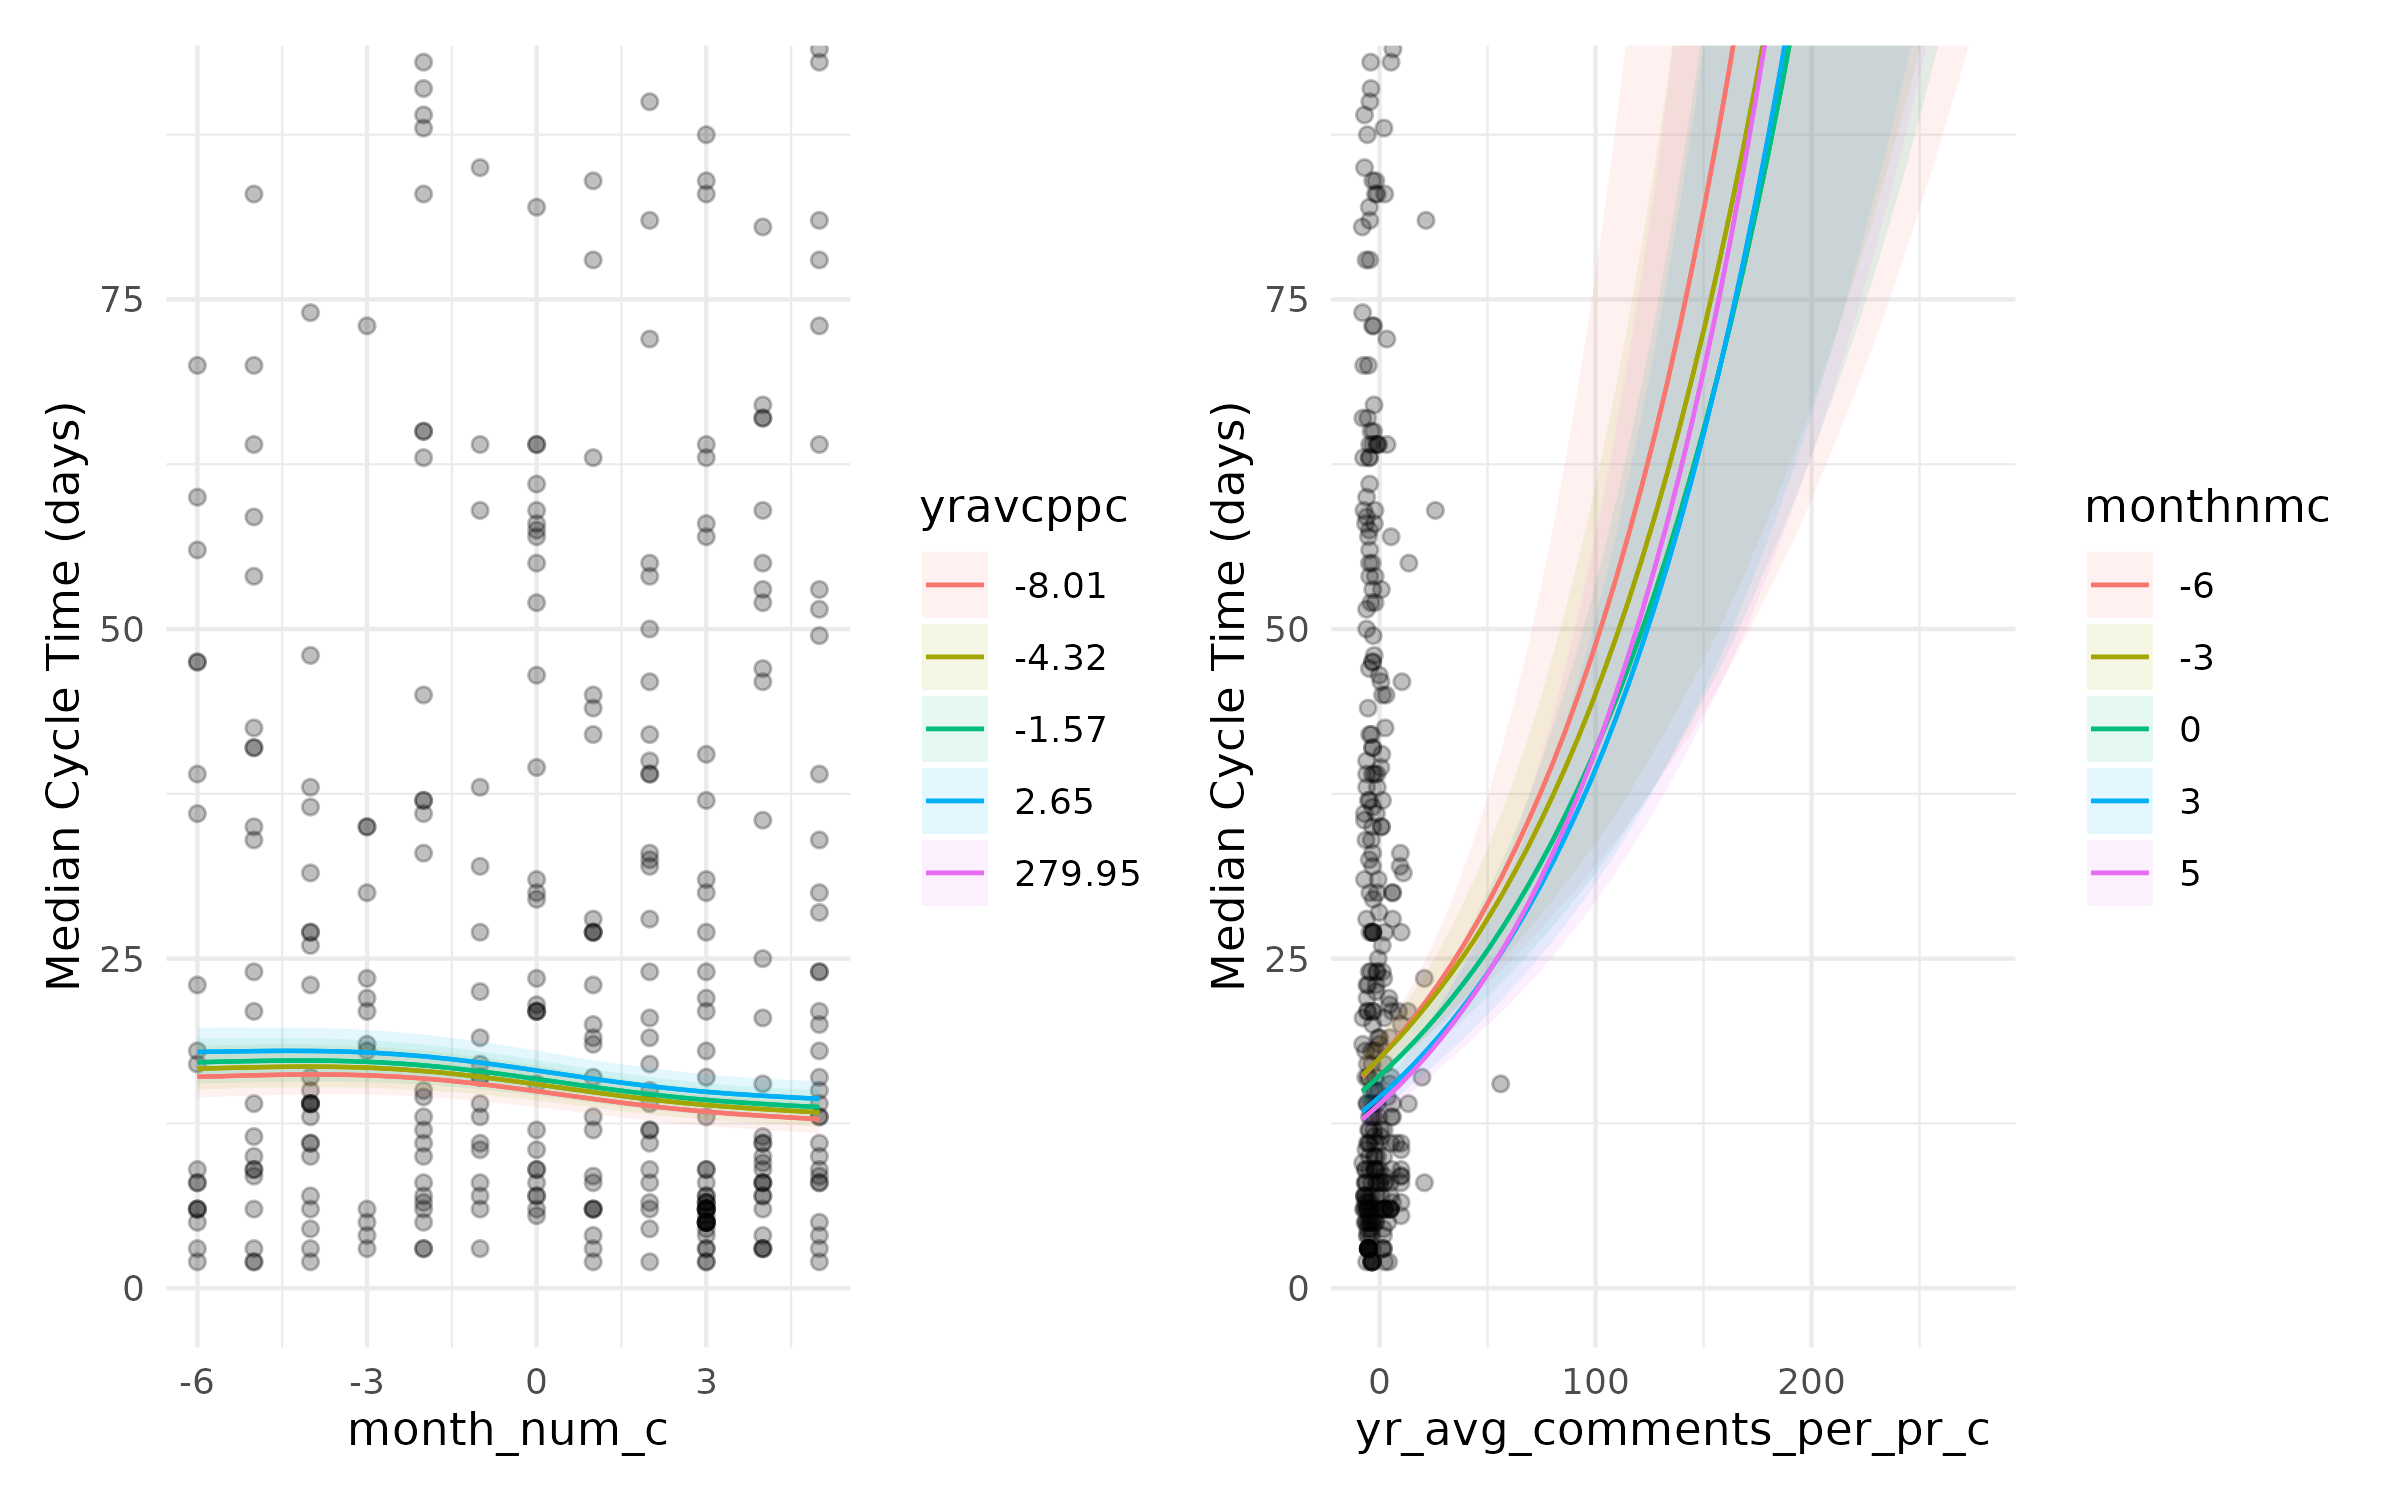 Median Cycle Time (days)
75
50
25
0
-6 -3 0 3
month_num_c
yravcppc
-8.01
-4.32
-1.57
2.65
279.95
Median Cycle Time (days)
75
50
25
0
0 100 200
yr_avg_comments_per_pr_c
monthnmc
-6
-3
0
3
5